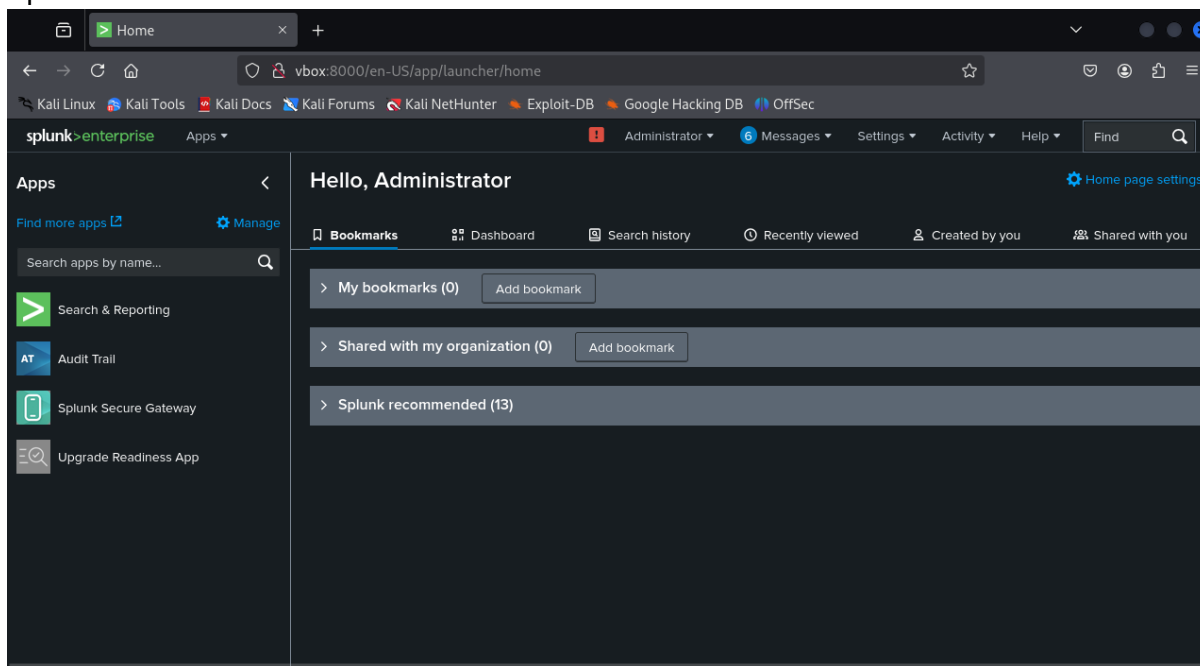 Home
vbox:8000/en-US/app/launcher/home
Kali Linux Kali Tools Kali Docs Kali Forums Kali NetHunter Exploit-DB Google Hacking DB OffSec
splunk>enterprise Apps ! Administrator 6 Messages Settings Activity Help Find
Apps
Hello, Administrator
Home page settings
Find more apps Manage
Bookmarks Dashboard Search history Recently viewed Created by you Shared with you
Search apps by name...
My bookmarks (0) Add bookmark
Search & Reporting
Shared with my organization (0) Add bookmark
AT Audit Trail
Splunk recommended (13)
Splunk Secure Gateway
Upgrade Readiness App